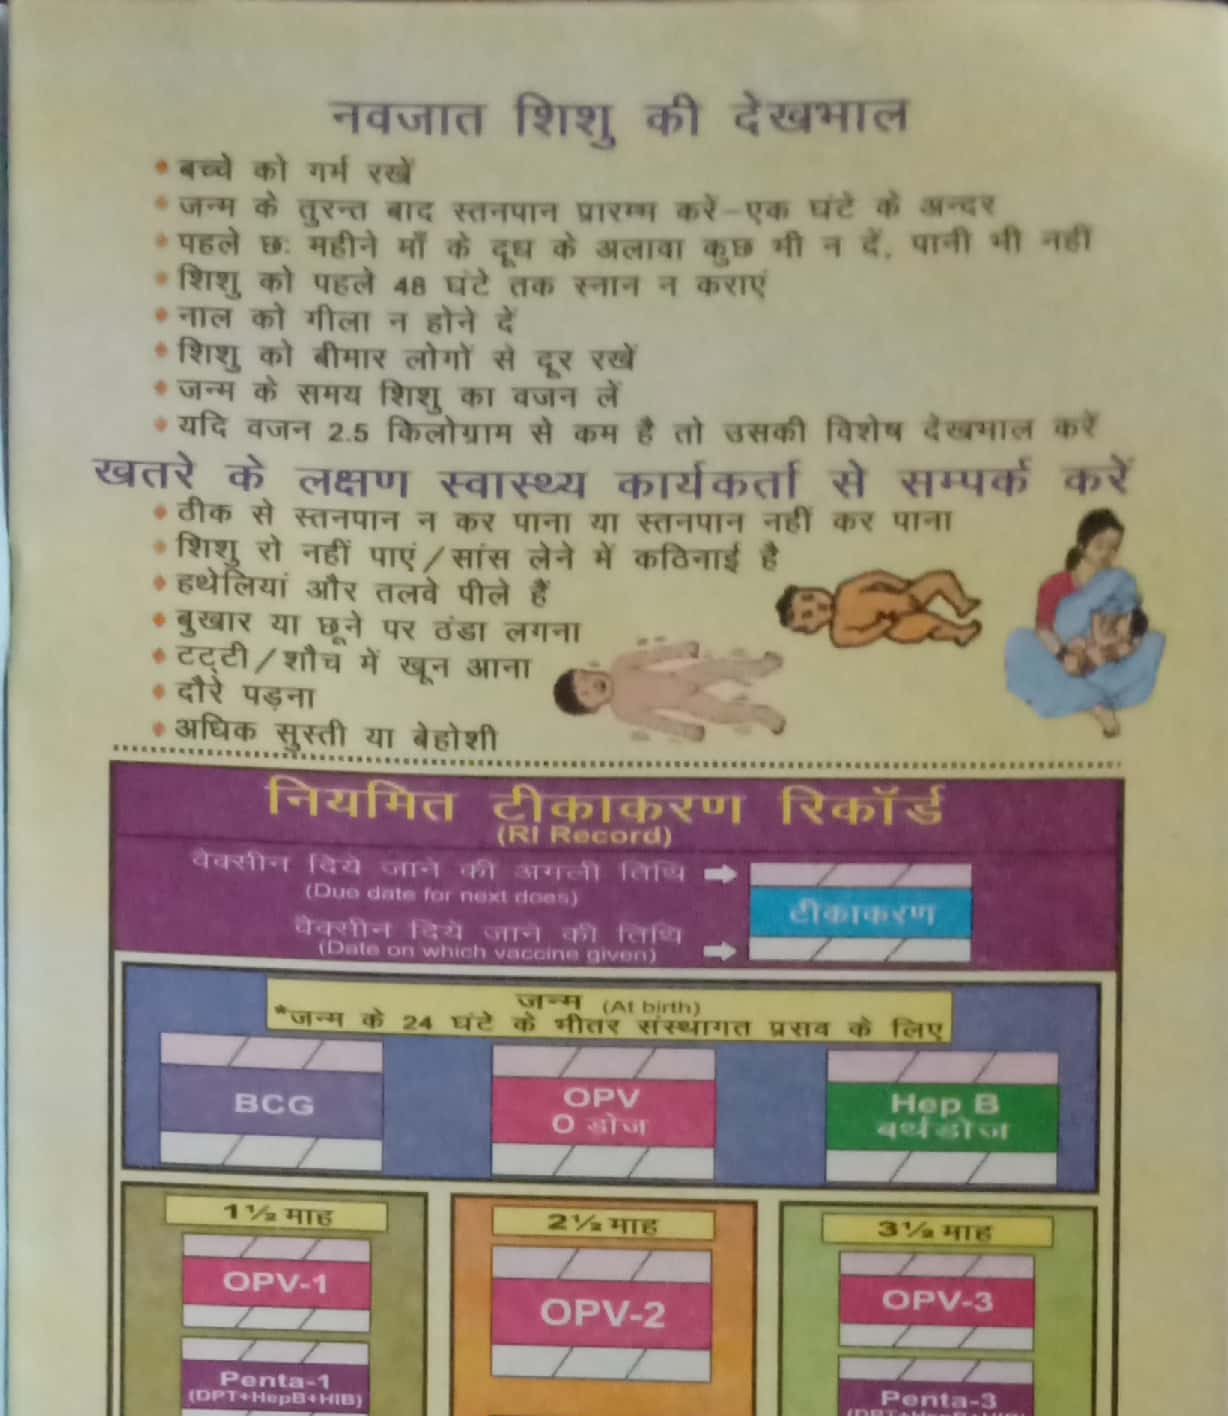 नवजात शिशु की देखभाल
बच्चे को गर्भ रखें
जन्म के तुरन्त बाद स्तनपान प्रारम्भ करें-एक घंटे के अन्दर
पहले छः महीने माँ के दूध के अलावा कुछ भी न दें, पानी भी नहीं
शिशु को पहले 48 घंटे तक स्नान न कराएं
नाल को गीला न होने दें
शिशु को बीमार लोगों से दूर रखें
जन्म के समय शिशु का वजन लें
यदि वजन 2.5 किलोग्राम से कम है तो उसकी विशेष देखभाल करें
खतरे के लक्षण स्वास्थ्य कार्यकर्ता से सम्पर्क करें
ठीक से स्तनपान न कर पाना या स्तनपान नहीं कर पाना
शिशु रो नहीं पाएं/सांस लेने में कठिनाई है
हथेलियां और तलवे पीले हैं
बुखार या छूने पर ठंडा लगना
टट्टी/शौच में खून आना
दौरे पड़ना
अधिक सुस्ती या बेहोशी
नियमित टीकाकरण रिकॉर्ड
(RI Record)
वैक्सीन दिये जाने की अगली तिथि
(Due date for next does)
टीकाकरण
वैक्सीन दिये जाने की तिथि
(Date on which vaccine given)
जन्म (At birth)
*जन्म के 24 घंटे के भीतर संस्थागत प्रसव के लिए
BCG
OPV
0 डोज
Hep B
बर्थडोज
1½ माह
2½ माह
3½ माह
OPV-1
OPV-2
OPV-3
Penta-1
(DPT+HepB+HIB)
Penta-3